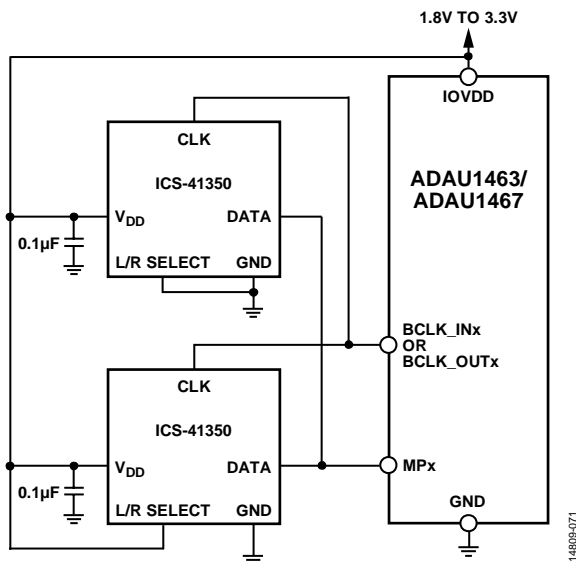 1.8V TO 3.3V
IOVDD
ADAU1463/
ADAU1467
CLK
ICS-41350
VDD
DATA
0.1µF
L/R SELECT
GND
BCLK_INx
OR
BCLK_OUTx
CLK
ICS-41350
VDD
DATA
MPx
0.1µF
L/R SELECT
GND
GND
14809-071